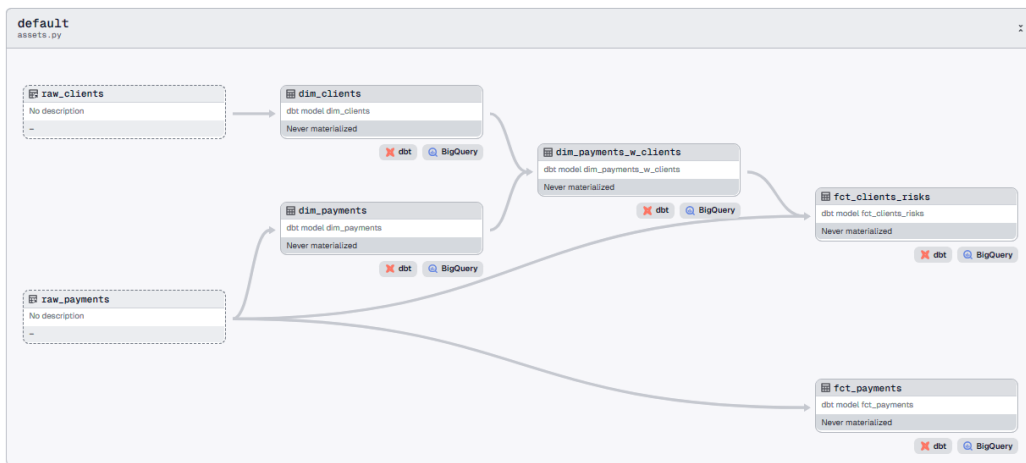 default
assets.py
raw_clients
No description
–
dim_clients
dbt model dim_clients
Never materialized
dbt BigQuery
dim_payments_w_clients
dbt model dim_payments_w_clients
Never materialized
dbt BigQuery
fct_clients_risks
dbt model fct_clients_risks
Never materialized
dbt BigQuery
dim_payments
dbt model dim_payments
Never materialized
dbt BigQuery
raw_payments
No description
–
fct_payments
dbt model fct_payments
Never materialized
dbt BigQuery